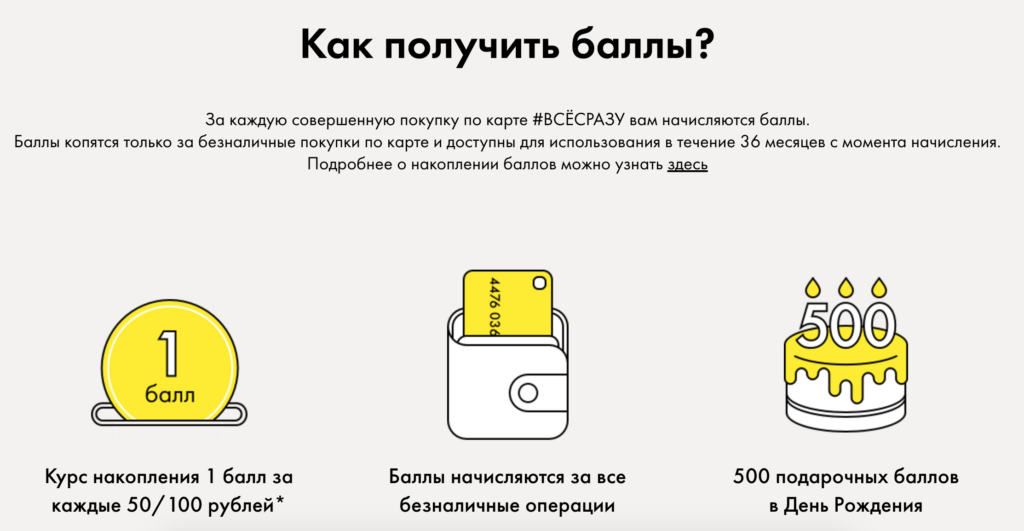 Как получить баллы?
За каждую совершенную покупку по карте #ВСЁСРАЗУ вам начисляются баллы.
Баллы копятся только за безналичные покупки по карте и доступны для использования в течение 36 месяцев с момента начисления.
Подробнее о накоплении баллов можно узнать здесь
1
балл
4476 036
500
Курс накопления 1 балл за
каждые 50/100 рублей*
Баллы начисляются за все
безналичные операции
500 подарочных баллов
в День Рождения